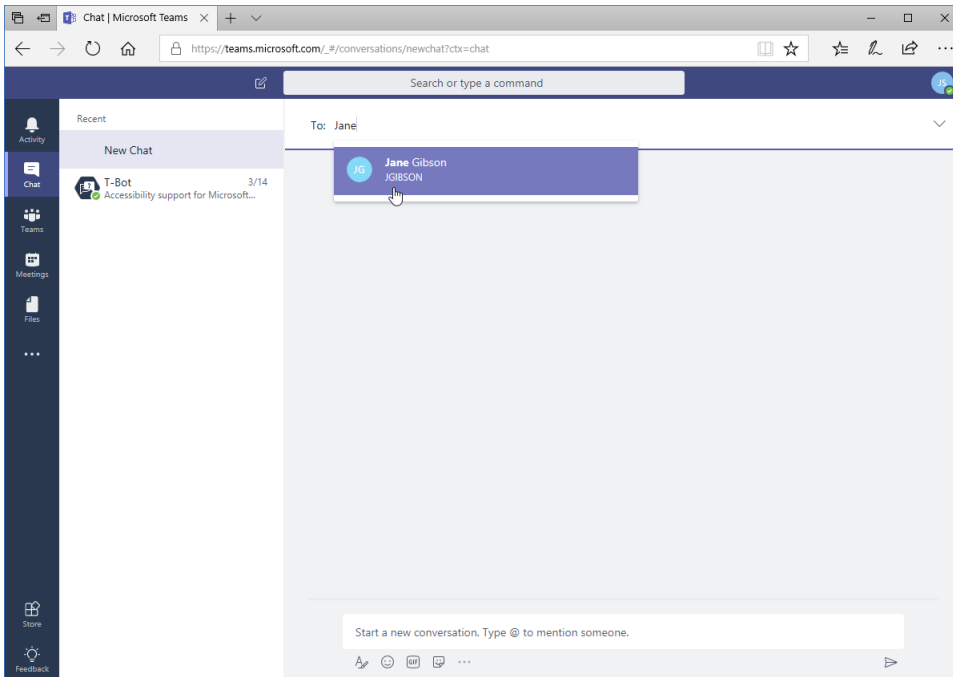 Chat | Microsoft Teams
https://teams.microsoft.com/_#/conversations/newchat?ctx=chat
Search or type a command
JS
Activity
Chat
Teams
Meetings
Files
Store
Feedback
Recent
New Chat
T-Bot 3/14
Accessibility support for Microsoft...
To: Jane
JG
Jane Gibson
JGIBSON
Start a new conversation. Type @ to mention someone.
GIF